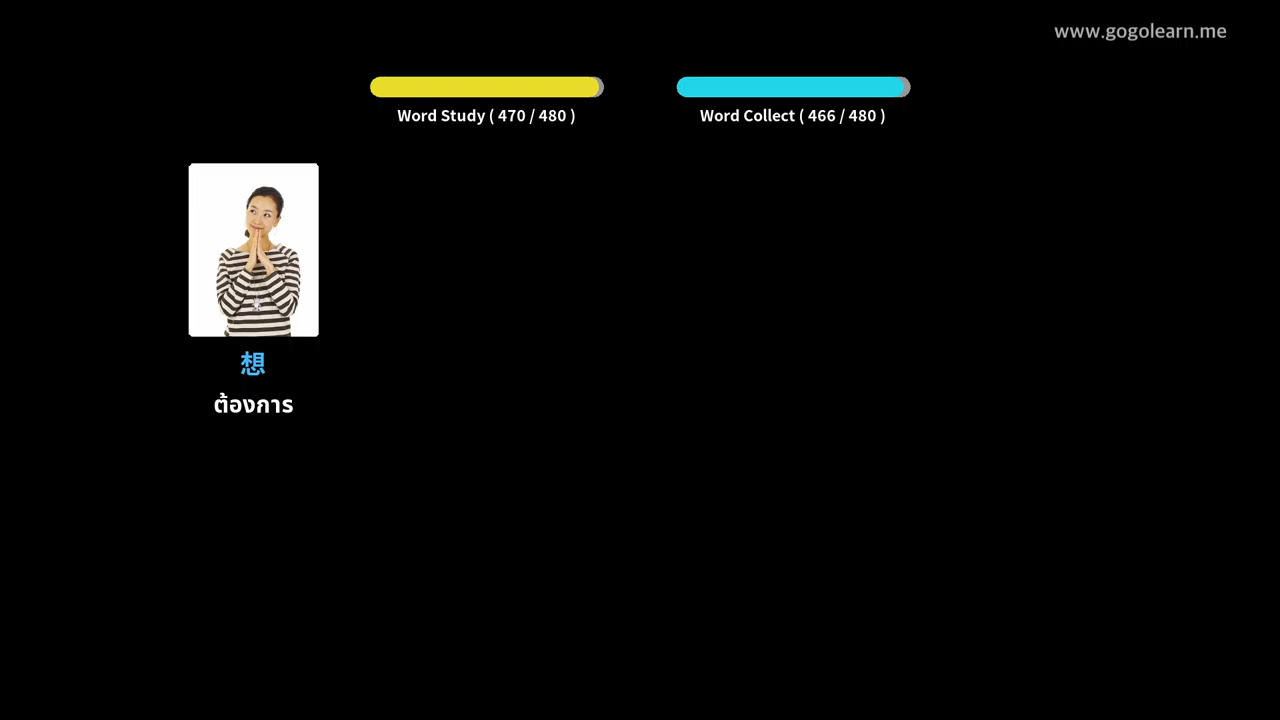 www.gogolearn.me
Word Study ( 470 / 480 )
Word Collect ( 466 / 480 )
想
ต้องการ